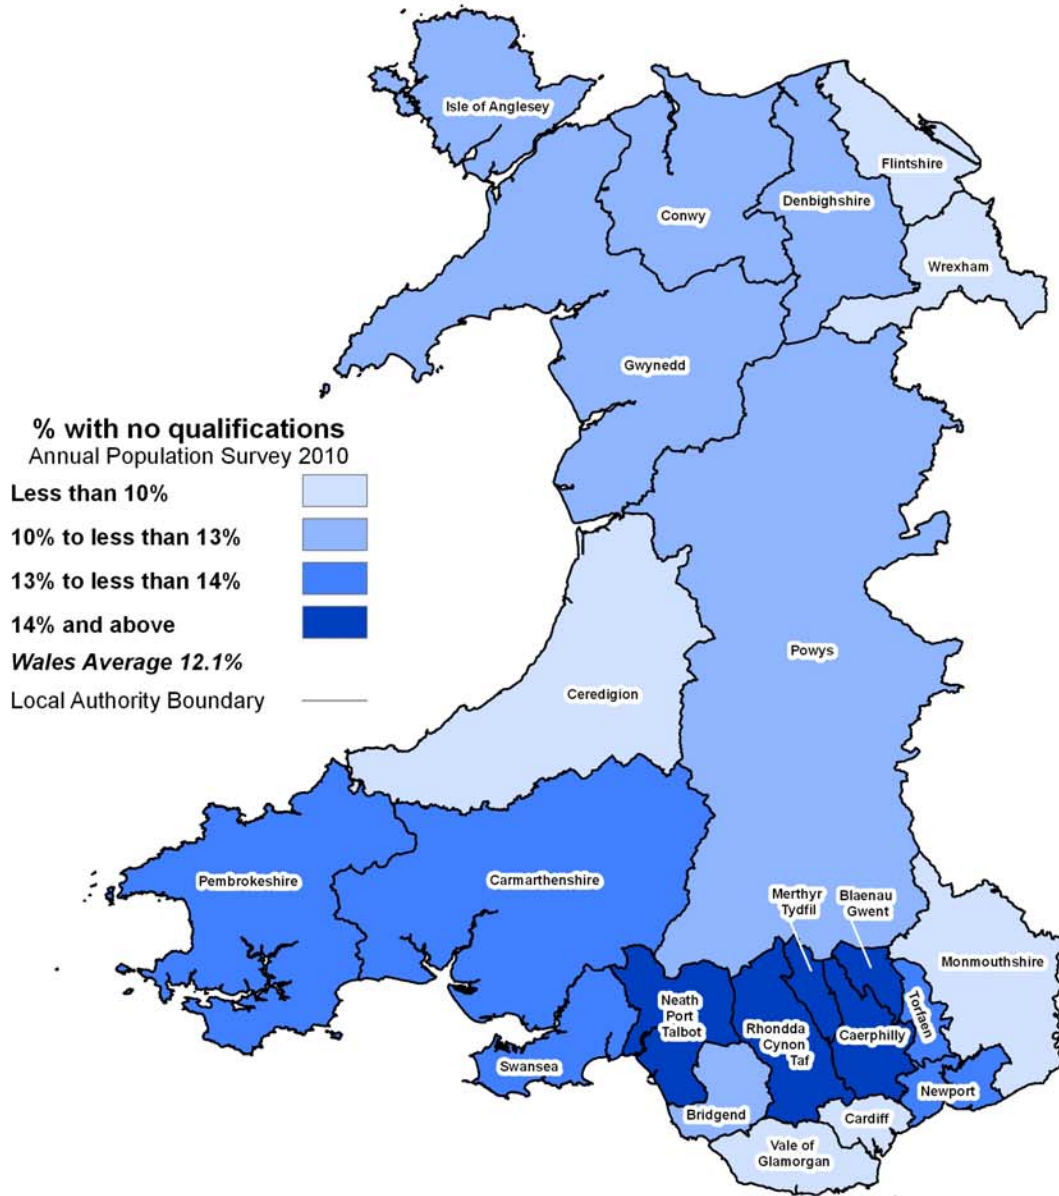 Isle of Anglesey
Flintshire
Conwy
Denbighshire
Wrexham
Gwynedd
% with no qualifications
Annual Population Survey 2010
Less than 10%
10% to less than 13%
13% to less than 14%
14% and above
Wales Average 12.1%
Local Authority Boundary
Powys
Ceredigion
Pembrokeshire
Carmarthenshire
Merthyr
Tydfil
Blaenau
Gwent
Monmouthshire
Neath
Port
Talbot
Rhondda
Cynon
Taf
Caerphilly
Torfaen
Swansea
Newport
Bridgend
Cardiff
Vale of
Glamorgan